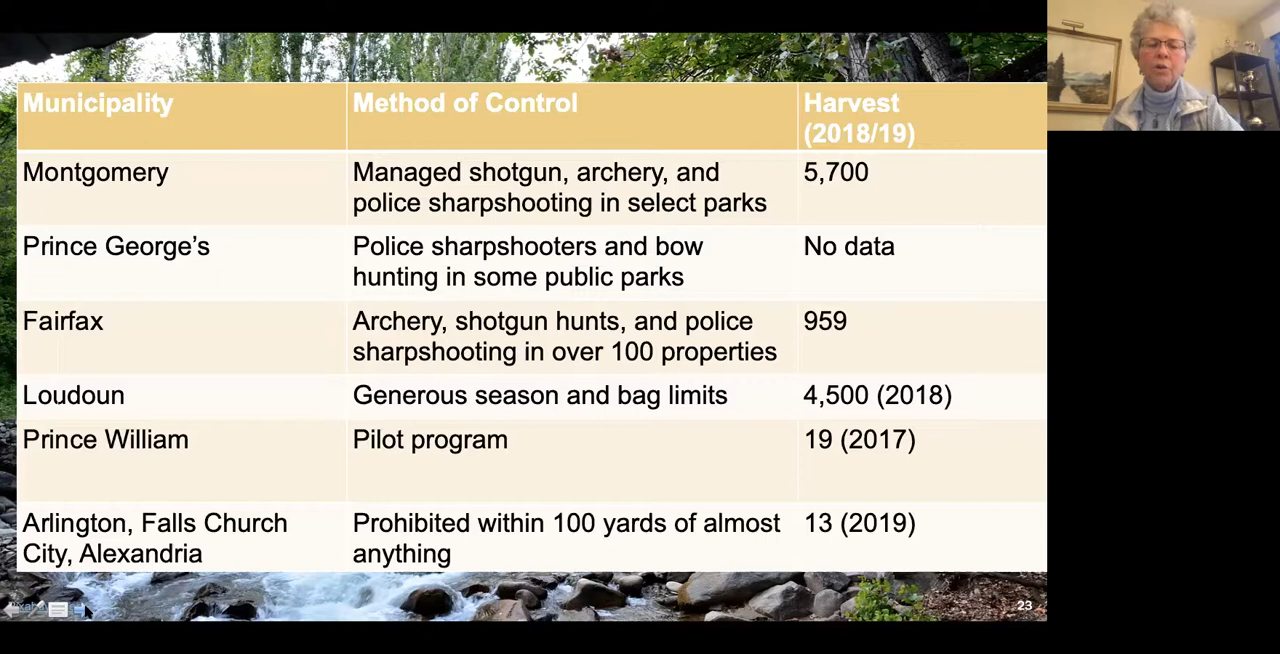 Municipality
Method of Control
Harvest
(2018/19)
Montgomery
Managed shotgun, archery, and
police sharpshooting in select parks
5,700
Prince George's
Police sharpshooters and bow
hunting in some public parks
No data
Fairfax
Archery, shotgun hunts, and police
sharpshooting in over 100 properties
959
Loudoun
Generous season and bag limits
4,500 (2018)
Prince William
Pilot program
19 (2017)
Arlington, Falls Church
City, Alexandria
Prohibited within 100 yards of almost
anything
13 (2019)
23